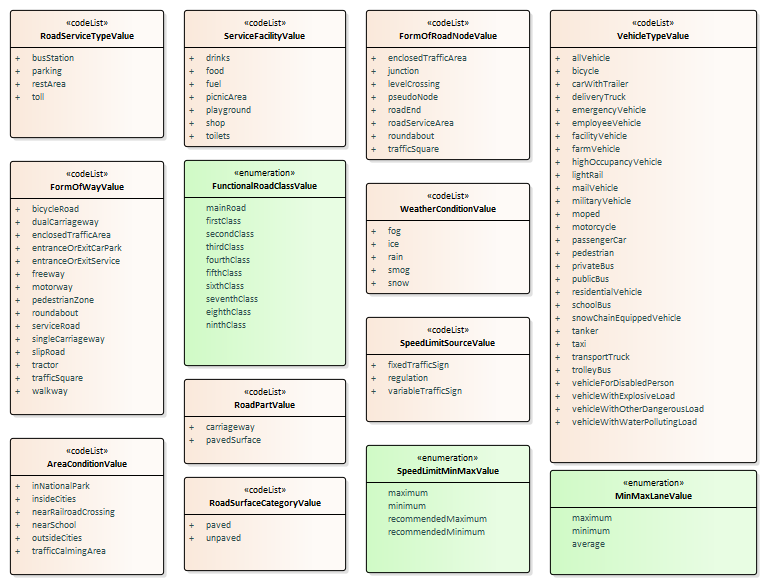 «codeList»
RoadServiceTypeValue
+ busStation
+ parking
+ restArea
+ toll
«codeList»
ServiceFacilityValue
+ drinks
+ food
+ fuel
+ picnicArea
+ playground
+ shop
+ toilets
«codeList»
FormOfRoadNodeValue
+ enclosedTrafficArea
+ junction
+ levelCrossing
+ pseudoNode
+ roadEnd
+ roadServiceArea
+ roundabout
+ trafficSquare
«codeList»
VehicleTypeValue
+ allVehicle
+ bicycle
+ carWithTrailer
+ deliveryTruck
+ emergencyVehicle
+ employeeVehicle
+ facilityVehicle
+ farmVehicle
+ highOccupancyVehicle
+ lightRail
+ mailVehicle
+ militaryVehicle
+ moped
+ motorcycle
+ passengerCar
+ pedestrian
+ privateBus
+ publicBus
+ residentialVehicle
+ schoolBus
+ snowChainEquippedVehicle
+ tanker
+ taxi
+ transportTruck
+ trolleyBus
+ vehicleForDisabledPerson
+ vehicleWithExplosiveLoad
+ vehicleWithOtherDangerousLoad
+ vehicleWithWaterPollutingLoad
«codeList»
FormOfWayValue
+ bicycleRoad
+ dualCarriageway
+ enclosedTrafficArea
+ entranceOrExitCarPark
+ entranceOrExitService
+ freeway
+ motorway
+ pedestrianZone
+ roundabout
+ serviceRoad
+ singleCarriageway
+ slipRoad
+ tractor
+ trafficSquare
+ walkway
«enumeration»
FunctionalRoadClassValue
mainRoad
firstClass
secondClass
thirdClass
fourthClass
fifthClass
sixthClass
seventhClass
eighthClass
ninthClass
«codeList»
WeatherConditionValue
+ fog
+ ice
+ rain
+ smog
+ snow
«codeList»
SpeedLimitSourceValue
+ fixedTrafficSign
+ regulation
+ variableTrafficSign
«codeList»
RoadPartValue
+ carriageway
+ pavedSurface
«codeList»
AreaConditionValue
+ inNationalPark
+ insideCities
+ nearRailroadCrossing
+ nearSchool
+ outsideCities
+ trafficCalmingArea
«codeList»
RoadSurfaceCategoryValue
+ paved
+ unpaved
«enumeration»
SpeedLimitMinMaxValue
maximum
minimum
recommendedMaximum
recommendedMinimum
«enumeration»
MinMaxLaneValue
maximum
minimum
average